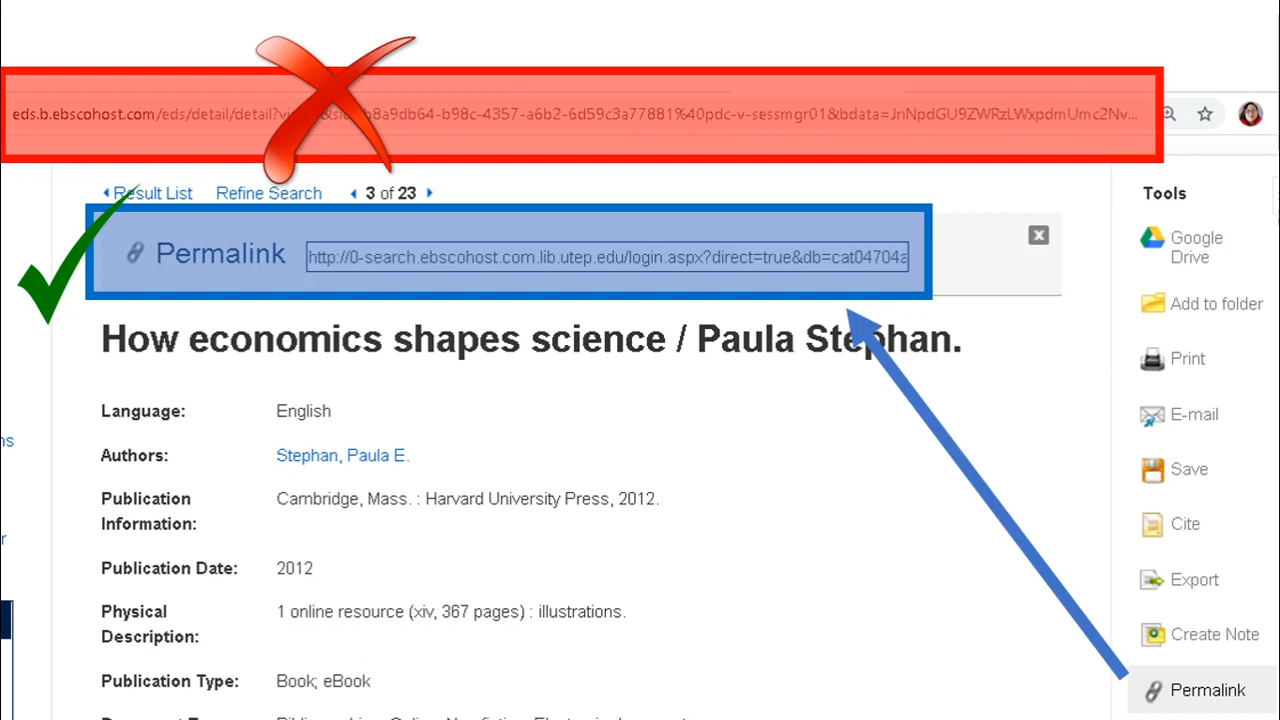 eds.b.ebscohost.com/eds/detail/detail?vi &si b8a9db64-b98c-4357-a6b2-6d59c3a77881%40pdc-v-sessmgr01&bdata=JnNpdGU9ZWRzLWxpdmUmc2Nv...
Result List Refine Search 3 of 23
Permalink http://0-search.ebscohost.com.lib.utep.edu/login.aspx?direct=true&db=cat04704a
How economics shapes science / Paula Stephan.
Language: English
Authors: Stephan, Paula E.
Publication Cambridge, Mass. : Harvard University Press, 2012.
Information:
Publication Date: 2012
Physical 1 online resource (xiv, 367 pages) : illustrations.
Description:
Publication Type: Book; eBook
Tools
Google
Drive
Add to folder
Print
E-mail
Save
Cite
Export
Create Note
Permalink